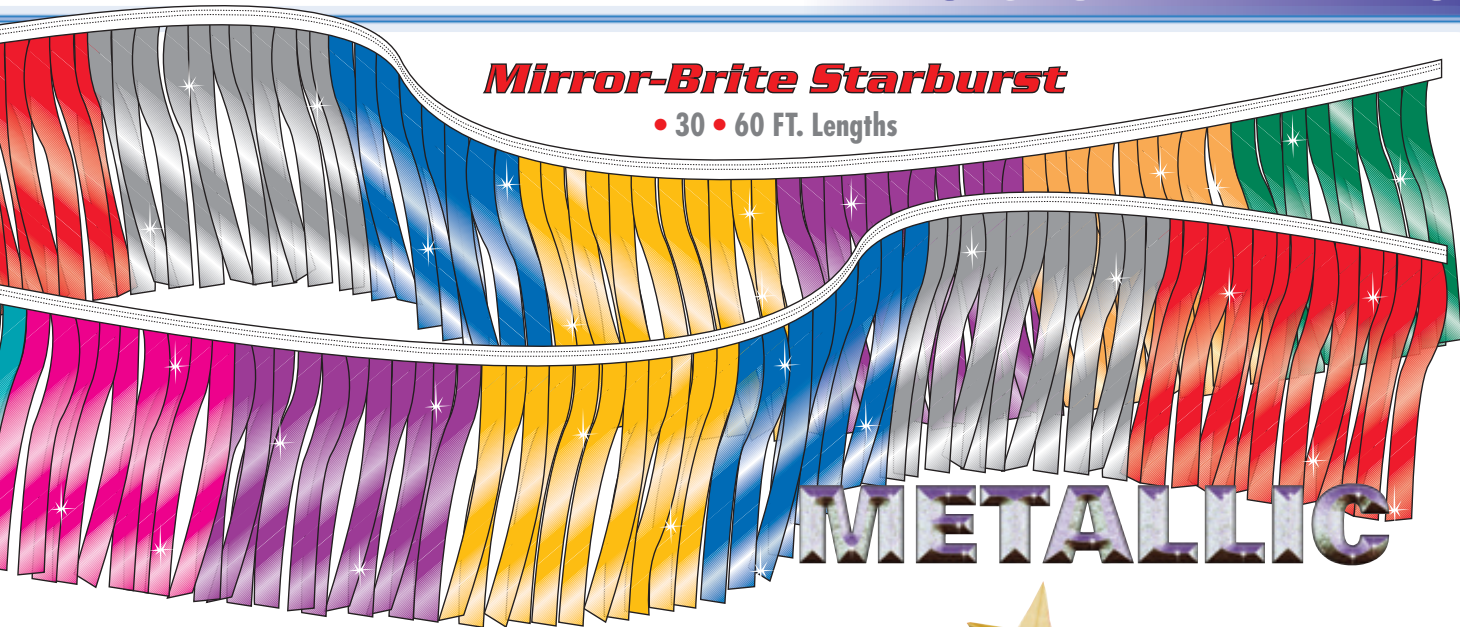 Mirror-Brite Starburst
• 30 • 60 FT. Lengths
METALLIC